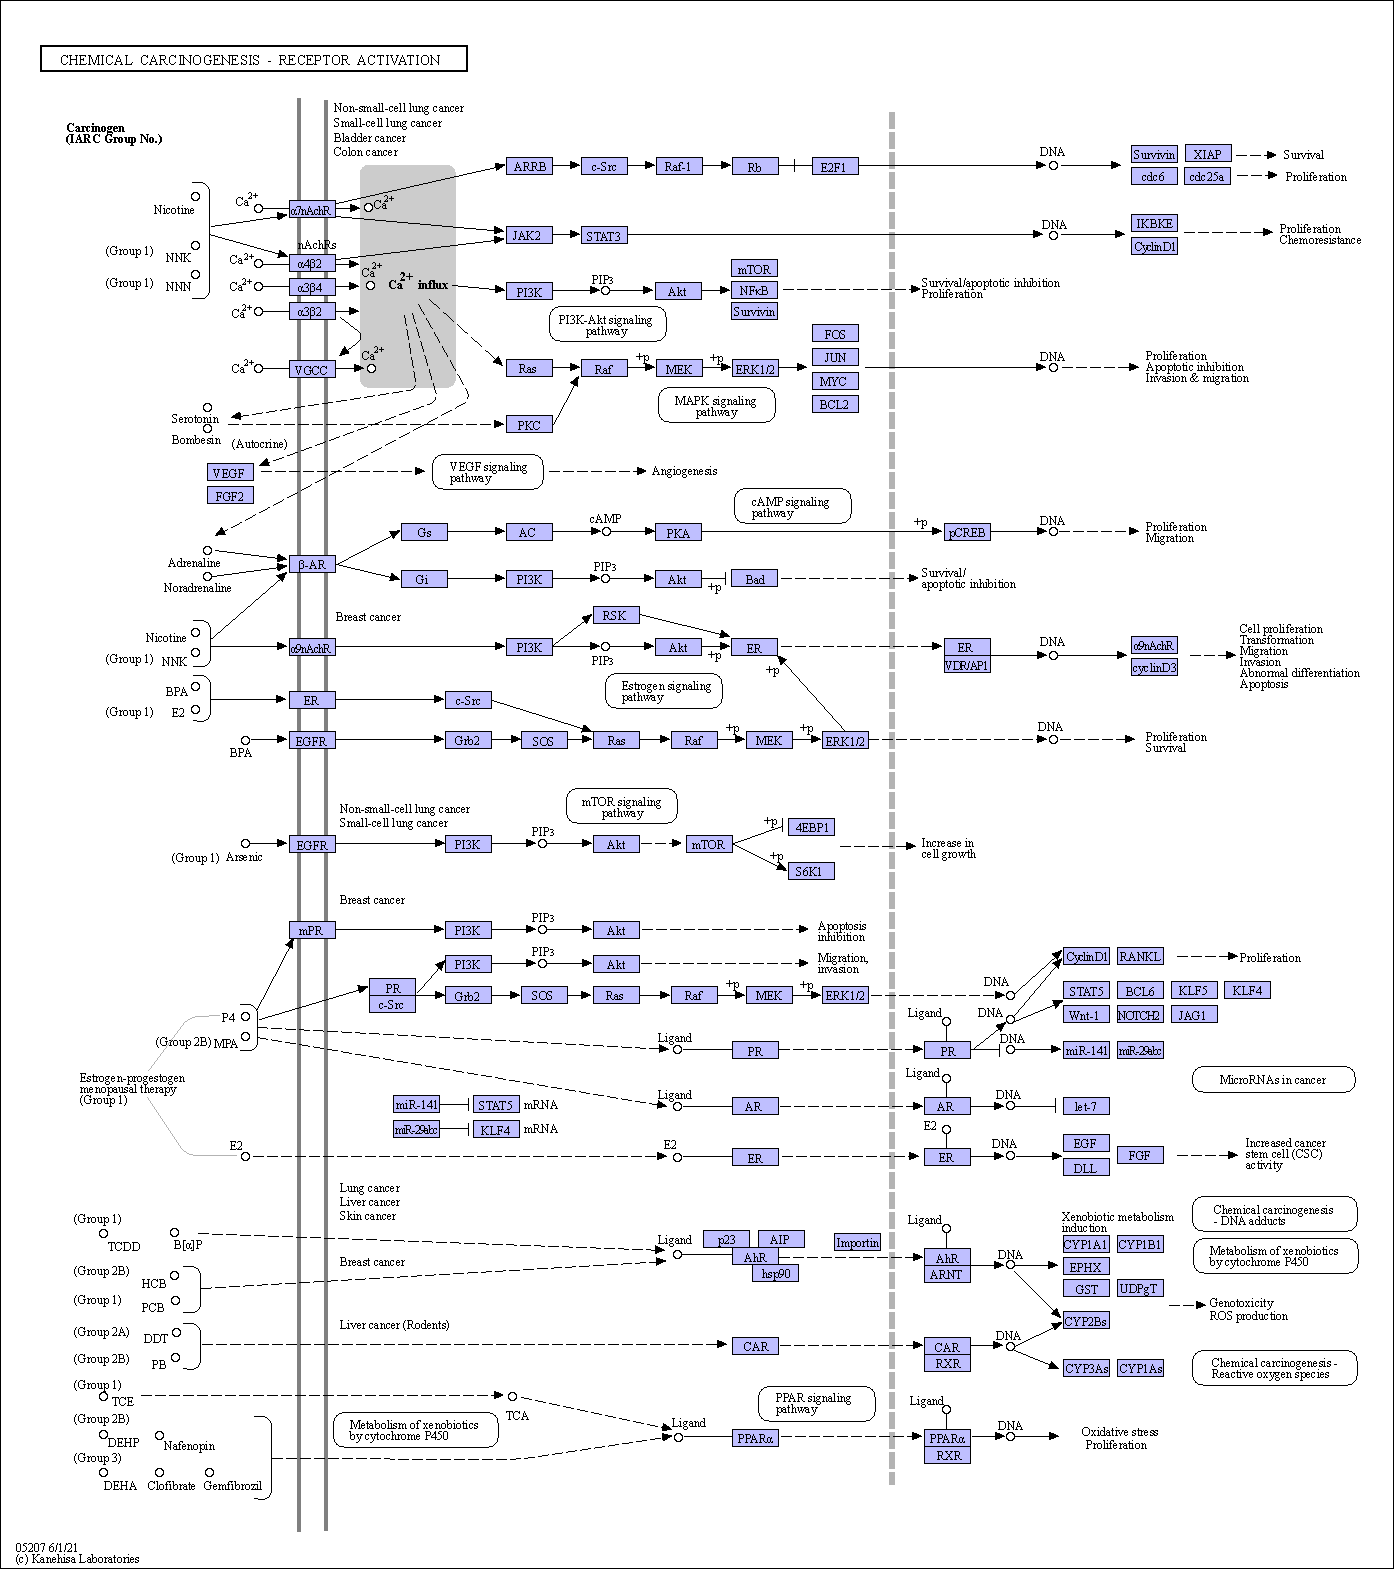 CHEMICAL CARCINOGENESIS - RECEPTOR ACTIVATION
Carcinogen
(IARC Group No.)
Non-small-cell lung cancer
Small-cell lung cancer
Bladder cancer
Colon cancer
ARRB
c-Src
Raf-1
Rb
E2F1
DNA
Survivin
XIAP
cdc6
cdc25a
Survival
Proliferation
Nicotine
(Group 1)
NNK
(Group 1)
NNN
Ca2+
α7nAchR
Ca2+
nAchRs
Ca2+
α4β2
Ca2+
α3β4
Ca2+
α3β2
Ca2+
Ca2+ influx
Ca2+
VGCC
Ca2+
JAK2
STAT3
DNA
IKBKE
CyclinD1
Proliferation
Chemoresistance
PI3K
PIP3
Akt
mTOR
NFκB
Survivin
Survival/apoptotic inhibition
Proliferation
PI3K-Akt signaling
pathway
Ras
Raf
+p
MEK
+p
ERK1/2
FOS
JUN
MYC
BCL2
DNA
Proliferation
Apoptotic inhibition
Invasion & migration
MAPK signaling
pathway
Serotonin
Bombesin
PKC
(Autocrine)
VEGF
FGF2
VEGF signaling
pathway
Angiogenesis
cAMP signaling
pathway
Adrenaline
Noradrenaline
β-AR
Gs
AC
cAMP
PKA
+p
pCREB
DNA
Proliferation
Migration
Gi
PI3K
PIP3
Akt
+p
Bad
Survival/
apoptotic inhibition
Breast cancer
Nicotine
(Group 1)
NNK
α9nAchR
PI3K
RSK
PIP3
Akt
+p
ER
+p
ER
VDR/AP1
DNA
α9nAchR
cyclinD3
Cell proliferation
Transformation
Migration
Invasion
Abnormal differentiation
Apoptosis
Estrogen signaling
pathway
BPA
(Group 1)
E2
ER
c-Src
BPA
EGFR
Grb2
SOS
Ras
Raf
+p
MEK
+p
ERK1/2
DNA
Proliferation
Survival
Non-small-cell lung cancer
Small-cell lung cancer
mTOR signaling
pathway
(Group 1)
Arsenic
EGFR
PI3K
PIP3
Akt
mTOR
+p
4EBP1
+p
S6K1
Increase in
cell growth
Breast cancer
mPR
PI3K
PIP3
Akt
Apoptosis
inhibition
PI3K
PIP3
Akt
Migration,
invasion
PR
c-Src
Grb2
SOS
Ras
Raf
+p
MEK
+p
ERK1/2
DNA
CyclinD1
RANKL
Proliferation
STAT5
BCL6
KLF5
KLF4
Wnt-1
NOTCH2
JAG1
P4
(Group 2B)
MPA
Ligand
PR
Ligand
PR
DNA
DNA
miR-141
miR-29abc
Estrogen-progestogen
menopausal therapy
(Group 1)
MicroRNAs in cancer
miR-141
STAT5
mRNA
miR-29abc
KLF4
mRNA
Ligand
AR
Ligand
AR
DNA
let-7
E2
E2
ER
E2
ER
DNA
EGF
DLL
FGF
Increased cancer
stem cell (CSC)
activity
Lung cancer
Liver cancer
Skin cancer
(Group 1)
TCDD
B[α]P
Ligand
p23
AIP
AhR
hsp90
Importin
Ligand
AhR
ARNT
DNA
Xenobiotic metabolism
induction
CYP1A1
CYP1B1
EPHX
GST
UDPgT
CYP2Bs
Chemical carcinogenesis
- DNA adducts
Metabolism of xenobiotics
by cytochrome P450
Breast cancer
(Group 2B)
HCB
(Group 1)
PCB
Genotoxicity
ROS production
Liver cancer (Rodents)
(Group 2A)
DDT
(Group 2B)
PB
CAR
CAR
RXR
DNA
CYP3As
CYP1As
Chemical carcinogenesis -
Reactive oxygen species
(Group 1)
TCE
TCA
Metabolism of xenobiotics
by cytochrome P450
PPAR signaling
pathway
(Group 2B)
DEHP
Nafenopin
(Group 3)
DEHA
Clofibrate
Gemfibrozil
Ligand
PPARα
Ligand
PPARα
RXR
DNA
Oxidative stress
Proliferation
05207 6/1/21
(c) Kanehisa Laboratories